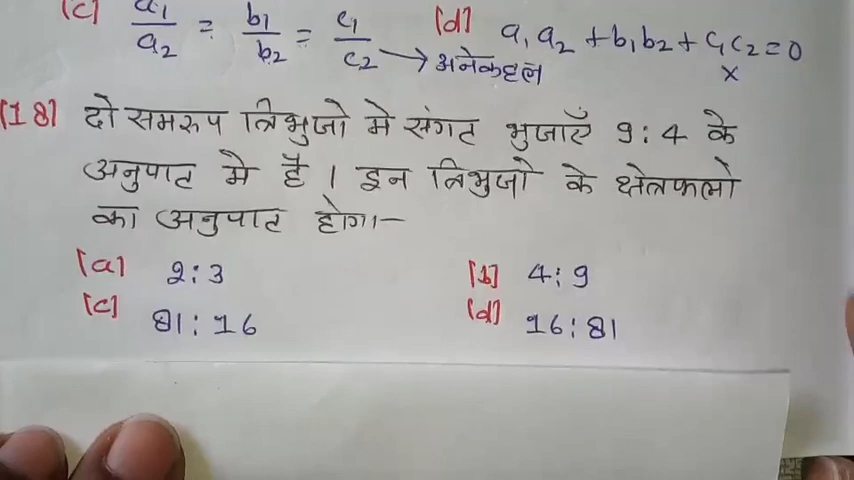 (c) a₁/a₂ = b₁/b₂ = c₁/c₂ → अनेकहल (d) a₁a₂ + b₁b₂ + c₁c₂ = 0 x
(18) दो समरूप त्रिभुजो मे संगट भुजाएँ 9:4 के
अनुपाट मे है । इन त्रिभुजो के क्षेत्रफलो
का अनुपाट होगा—
(a) 2:3 (b) 4:9
(c) 81:16 (d) 16:81